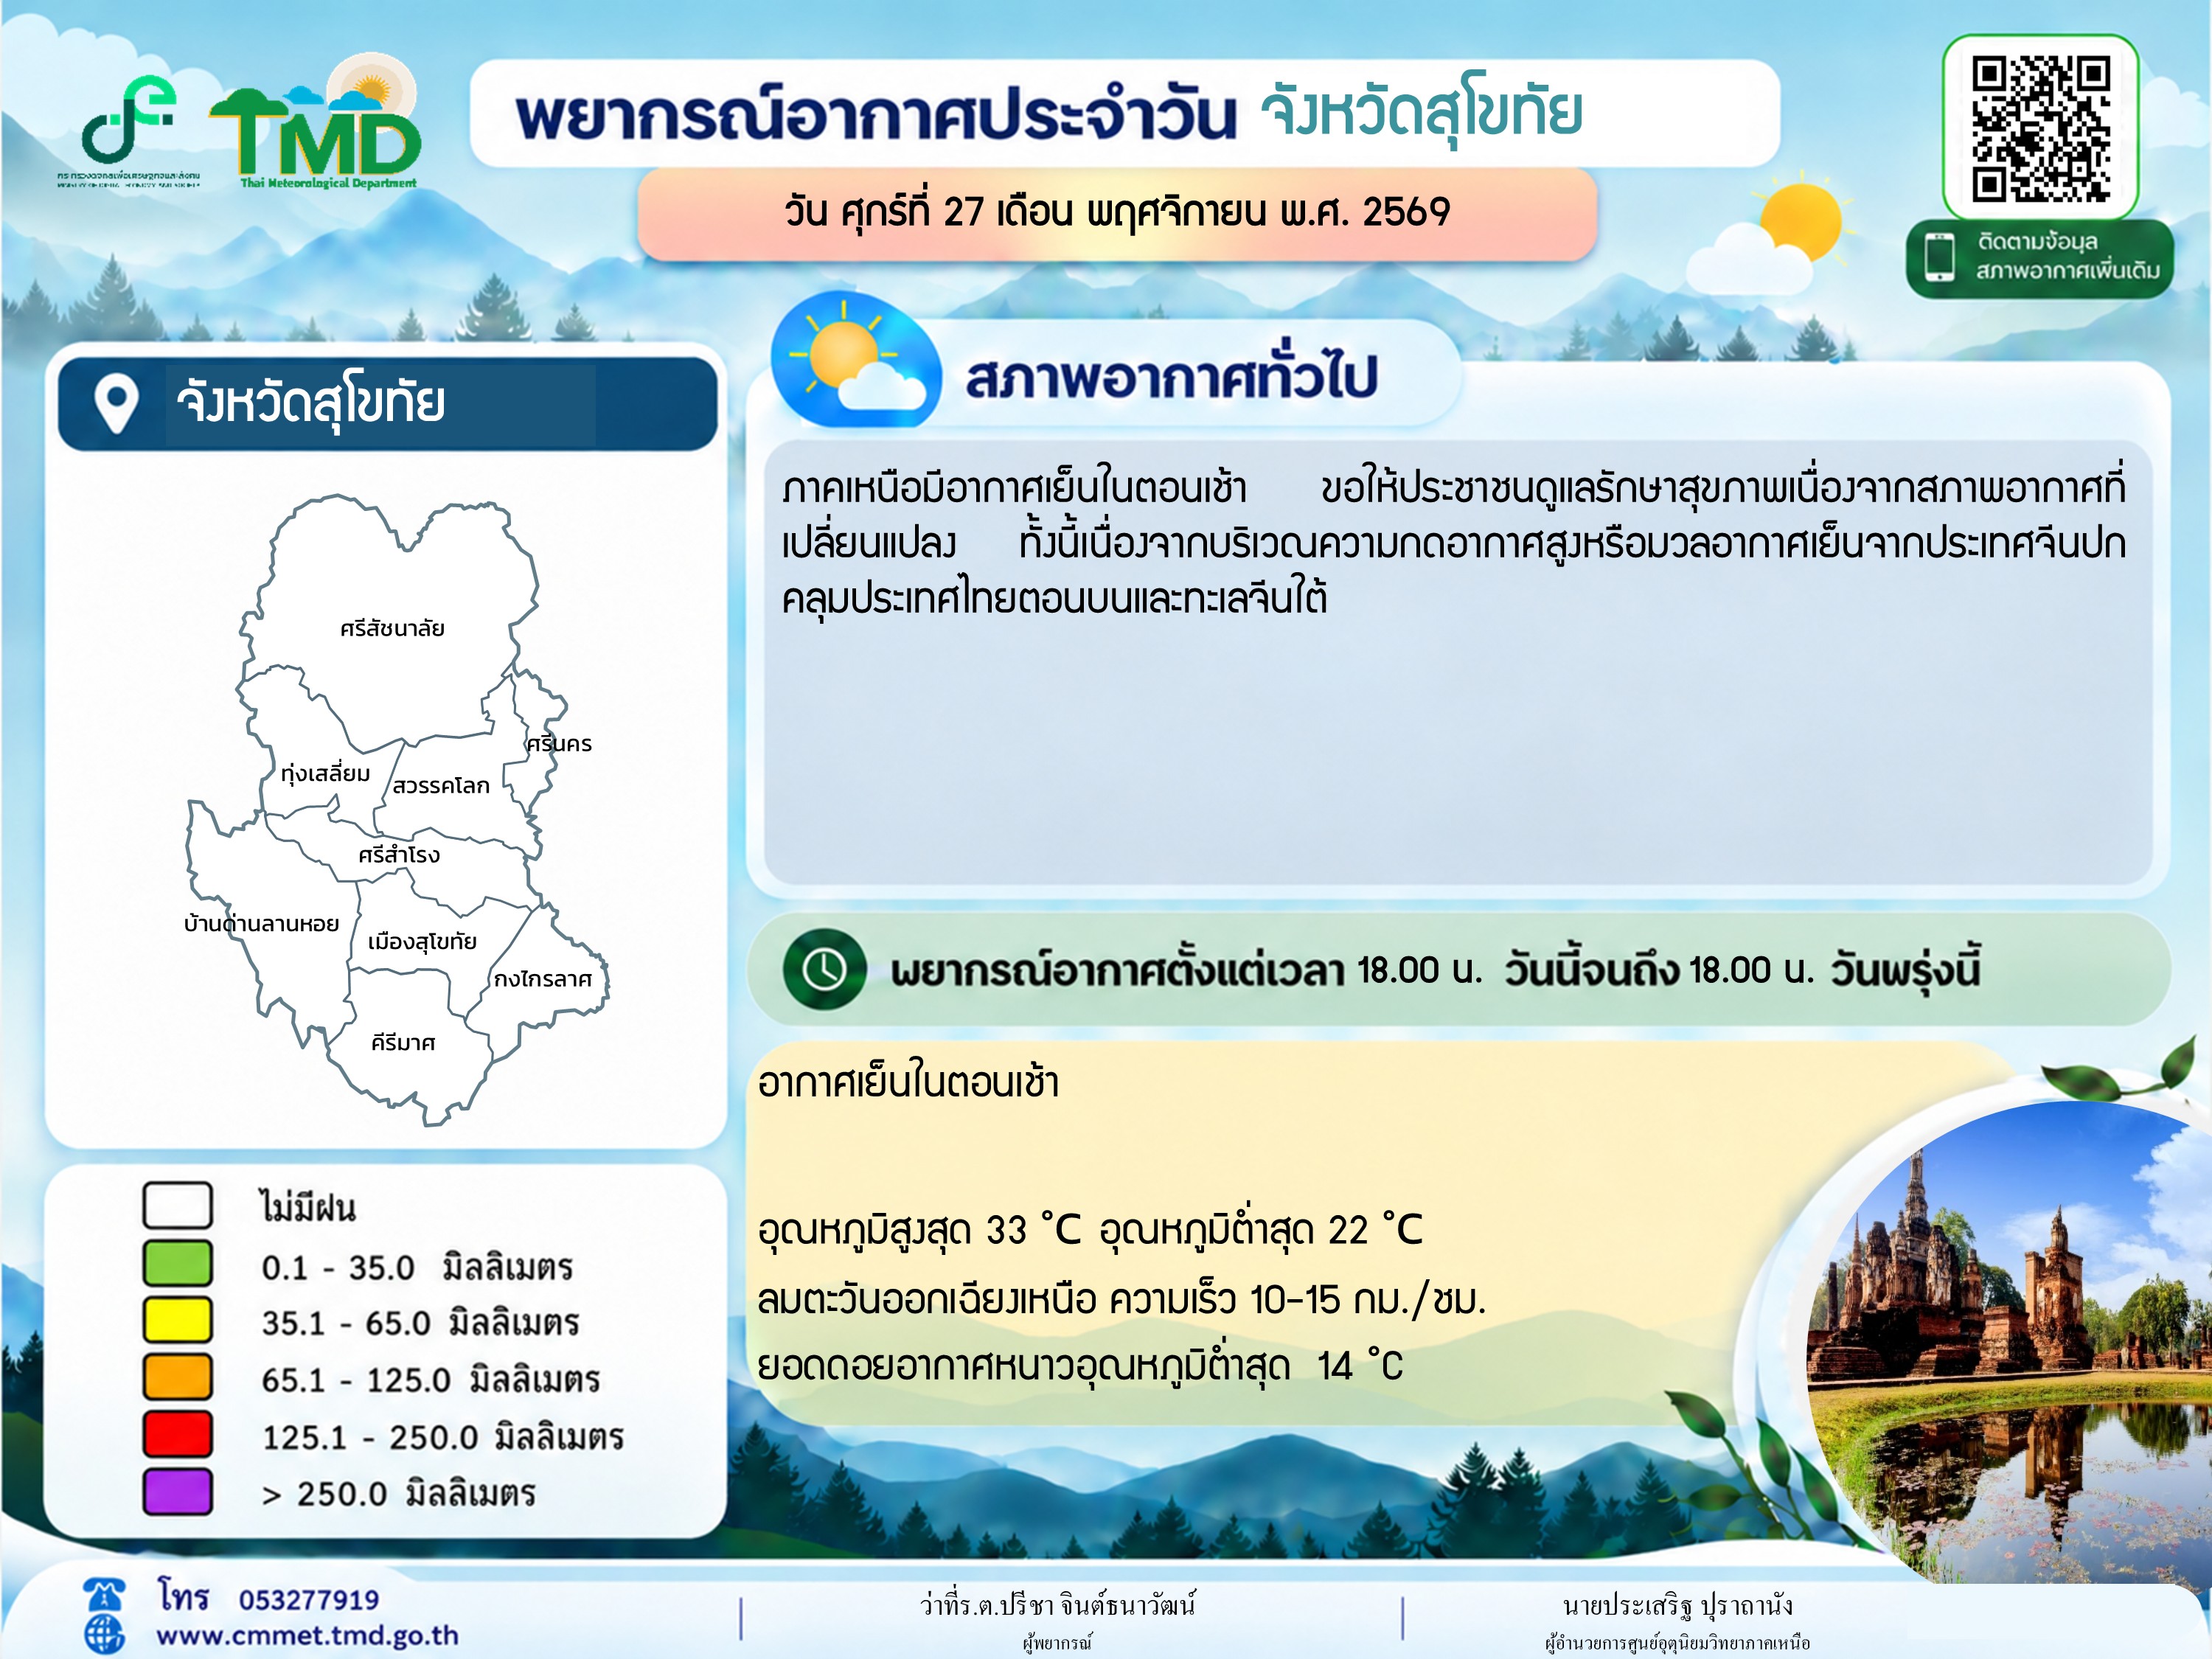 TMD
Thai Meteorological Department
พยากรณ์อากาศประจำวัน จังหวัดสุโขทัย
วัน ศุกร์ที่ 27 เดือน พฤศจิกายน พ.ศ. 2569
ติดตามข้อมูล
สภาพอากาศเพิ่มเติม
จังหวัดสุโขทัย
ศรีสัชนาลัย
ศรีนคร
ทุ่งเสลี่ยม
สวรรคโลก
ศรีสำโรง
บ้านด่านลานหอย
เมืองสุโขทัย
กงไกรลาศ
คีรีมาศ
ไม่มีฝน
0.1 - 35.0 มิลลิเมตร
35.1 - 65.0 มิลลิเมตร
65.1 - 125.0 มิลลิเมตร
125.1 - 250.0 มิลลิเมตร
> 250.0 มิลลิเมตร
สภาพอากาศทั่วไป
ภาคเหนือมีอากาศเย็นในตอนเช้า ขอให้ประชาชนดูแลรักษาสุขภาพเนื่องจากสภาพอากาศที่
เปลี่ยนแปลง ทั้งนี้เนื่องจากบริเวณความกดอากาศสูงหรือมวลอากาศเย็นจากประเทศจีนปก
คลุมประเทศไทยตอนบนและทะเลจีนใต้
พยากรณ์อากาศตั้งแต่เวลา 18.00 น. วันนี้จนถึง 18.00 น. วันพรุ่งนี้
อากาศเย็นในตอนเช้า
อุณหภูมิสูงสุด 33 °C อุณหภูมิต่ำสุด 22 °C
ลมตะวันออกเฉียงเหนือ ความเร็ว 10-15 กม./ชม.
ยอดดอยอากาศหนาวอุณหภูมิต่ำสุด 14 °C
โทร 053277919
www.cmmet.tmd.go.th
ว่าที่ร.ต.ปรีชา จินต์ธนาวัฒน์
ผู้พยากรณ์
นายประเสริฐ ปุราถานัง
ผู้อำนวยการศูนย์อุตุนิยมวิทยาภาคเหนือ